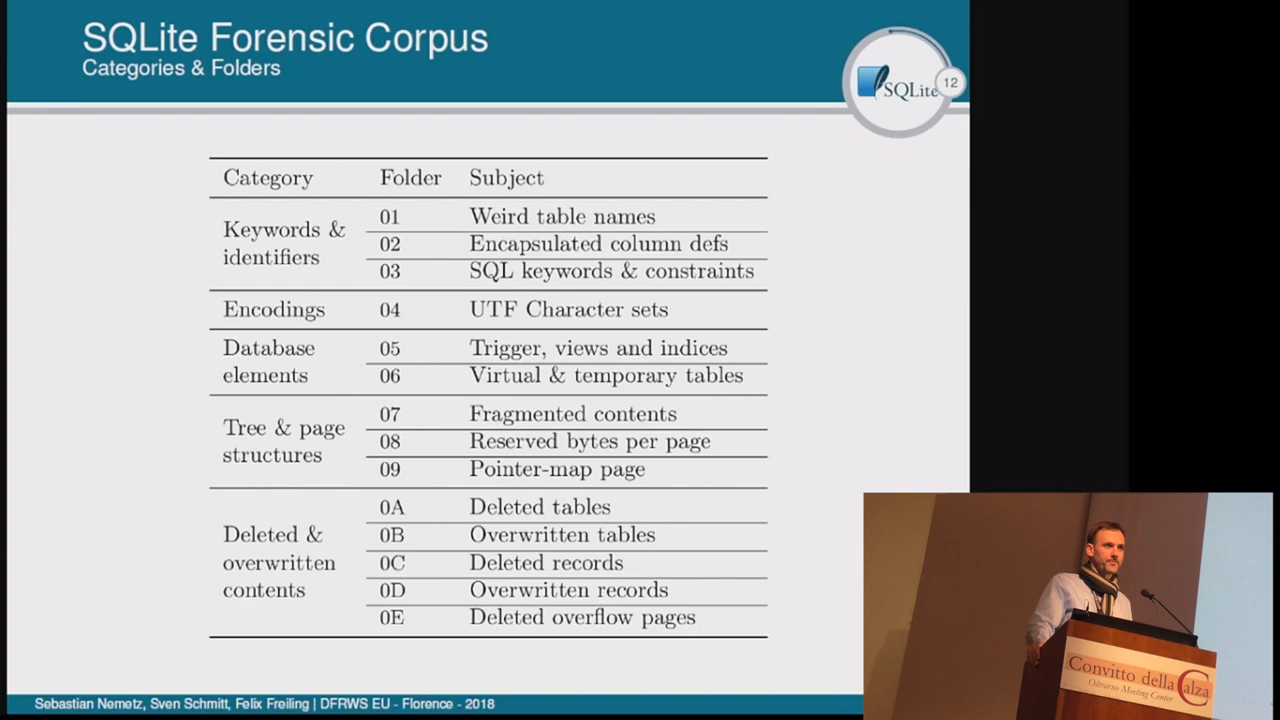 SQLite Forensic Corpus
Categories & Folders
SQLite
12
Category Folder Subject
Keywords & identifiers
01 Weird table names
02 Encapsulated column defs
03 SQL keywords & constraints
Encodings 04 UTF Character sets
Database elements
05 Trigger, views and indices
06 Virtual & temporary tables
Tree & page structures
07 Fragmented contents
08 Reserved bytes per page
09 Pointer-map page
Deleted & overwritten contents
0A Deleted tables
0B Overwritten tables
0C Deleted records
0D Overwritten records
0E Deleted overflow pages
Convitto della Calza
Oltrarno Meeting Center
Sebastian Nemetz, Sven Schmitt, Felix Freiling | DFRWS EU - Florence - 2018